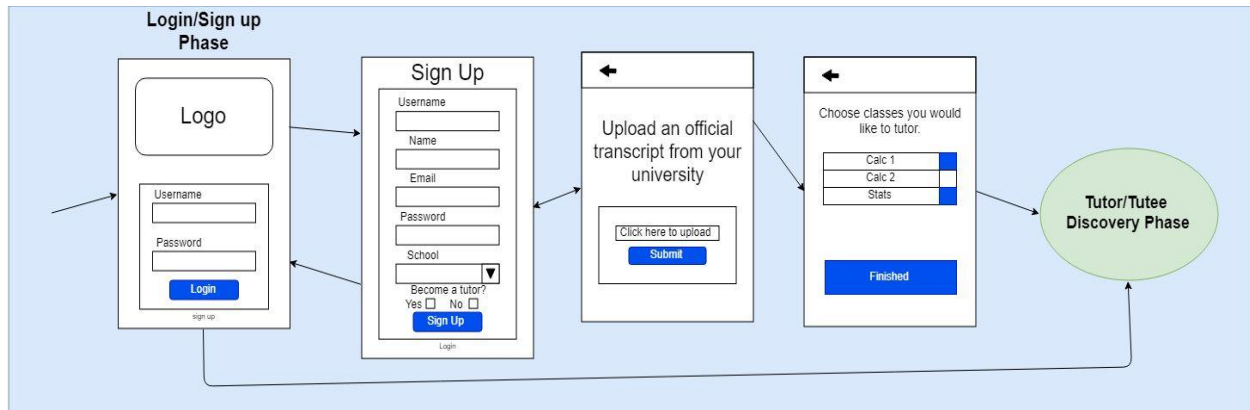 Login/Sign up
Phase
Logo
Username
Password
Login
sign up
Sign Up
Username
Name
Email
Password
School
Become a tutor?
Yes No
Sign Up
Login
Upload an official
transcript from your
university
Click here to upload
Submit
Choose classes you would
like to tutor.
Calc 1
Calc 2
Stats
Finished
Tutor/Tutee
Discovery Phase